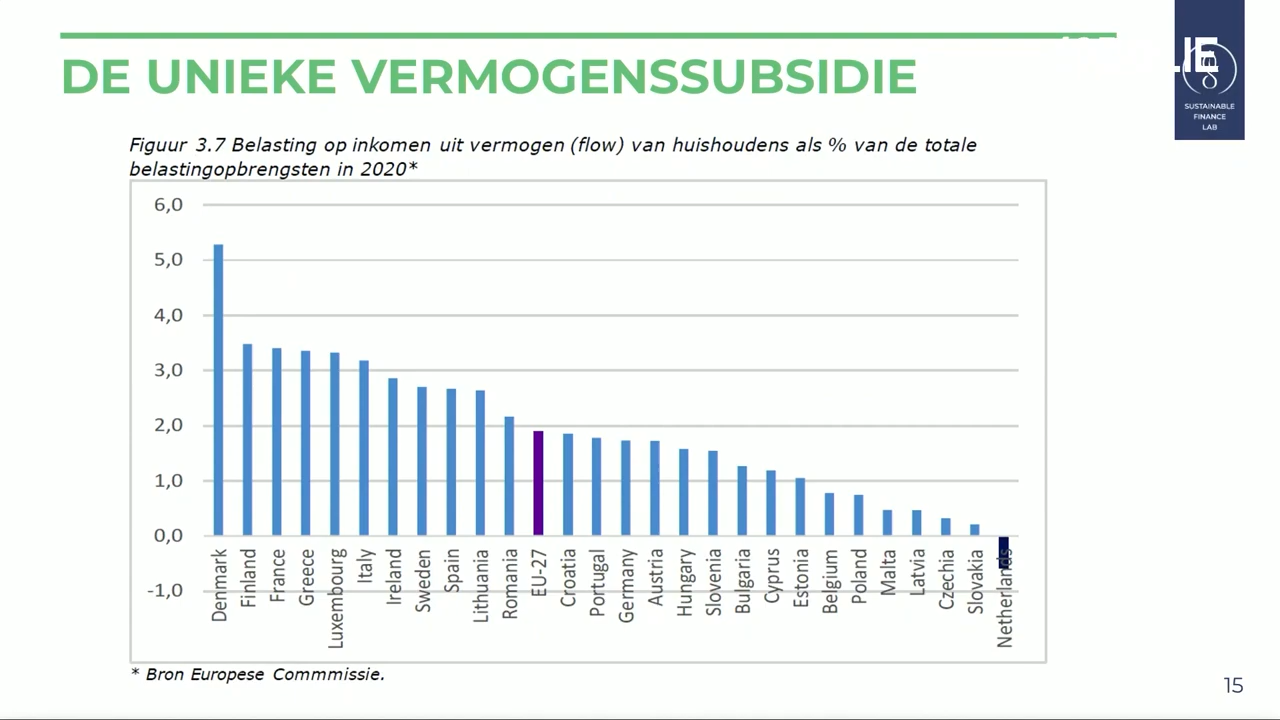 DE UNIEKE VERMOGENSSUBSIDIE
SUSTAINABLE
FINANCE
LAB
Figuur 3.7 Belasting op inkomen uit vermogen (flow) van huishoudens als % van de totale
belastingopbrengsten in 2020*
6,0
5,0
4,0
3,0
2,0
1,0
0,0
-1,0
Denmark
Finland
France
Greece
Luxembourg
Italy
Ireland
Sweden
Spain
Lithuania
Romania
EU-27
Croatia
Portugal
Germany
Austria
Hungary
Slovenia
Bulgaria
Cyprus
Estonia
Belgium
Poland
Malta
Latvia
Czechia
Slovakia
Netherlands
* Bron Europese Commmissie.
15